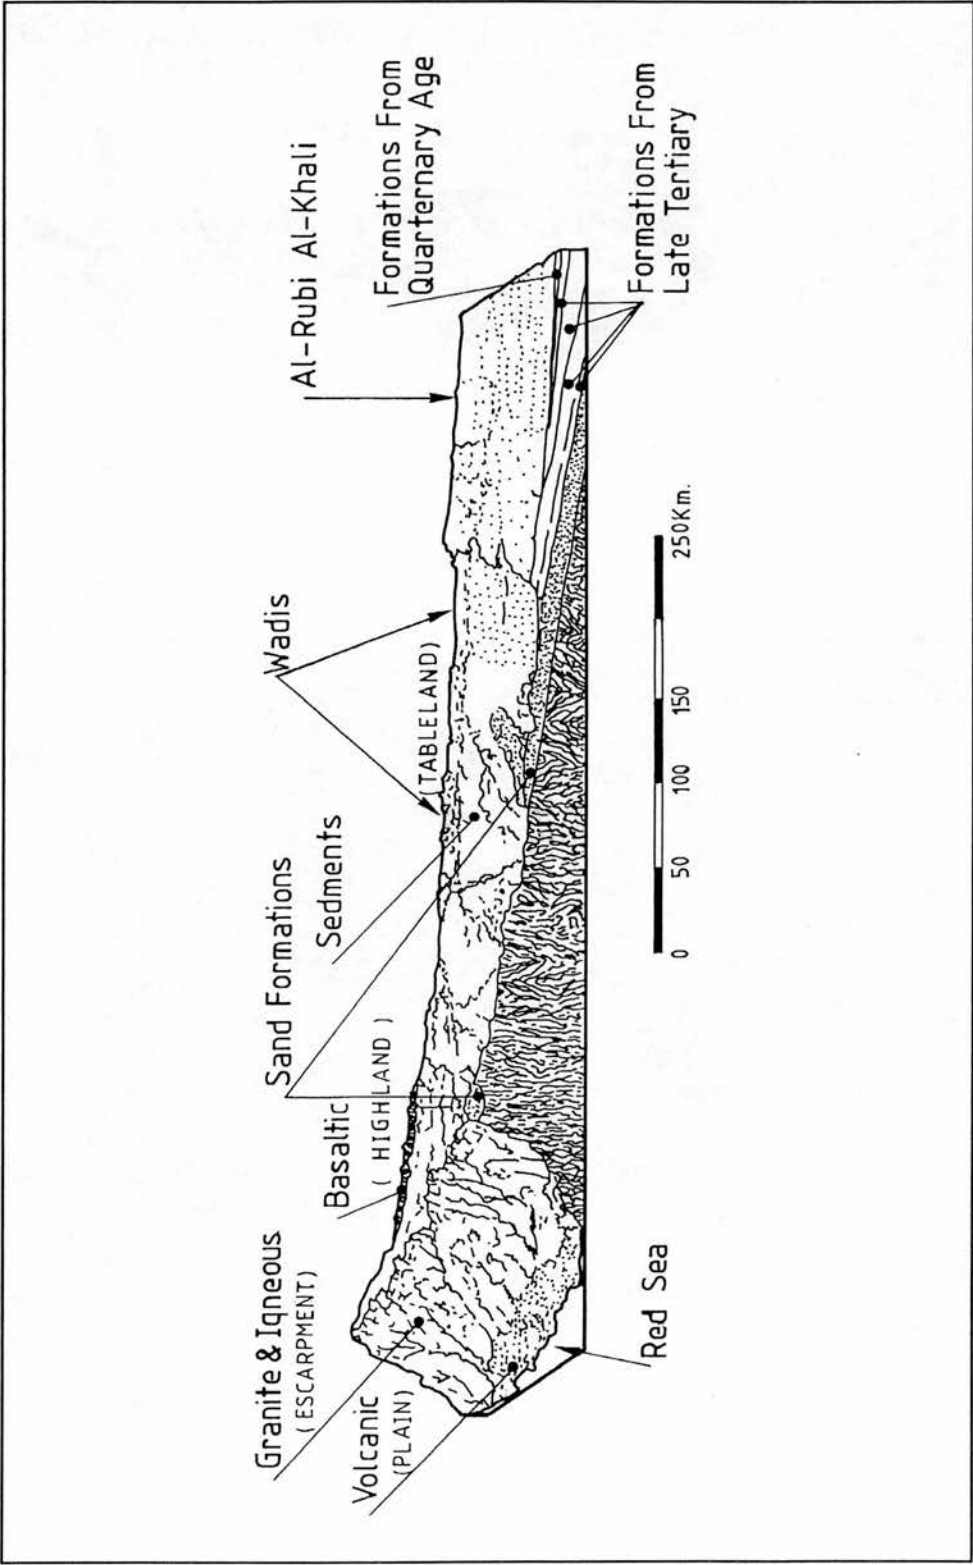 Granite & Iqneous
(ESCARPMENT)
Volcanic
(PLAIN)
Basaltic
( HIGHLAND )
Sand Formations
Sedments
Wadis
(TABLELAND)
Al-Rubi Al-Khali
Formations From
Quarternary Age
Formations From
Late Tertiary
Red Sea
0 50 100 150 250Km.